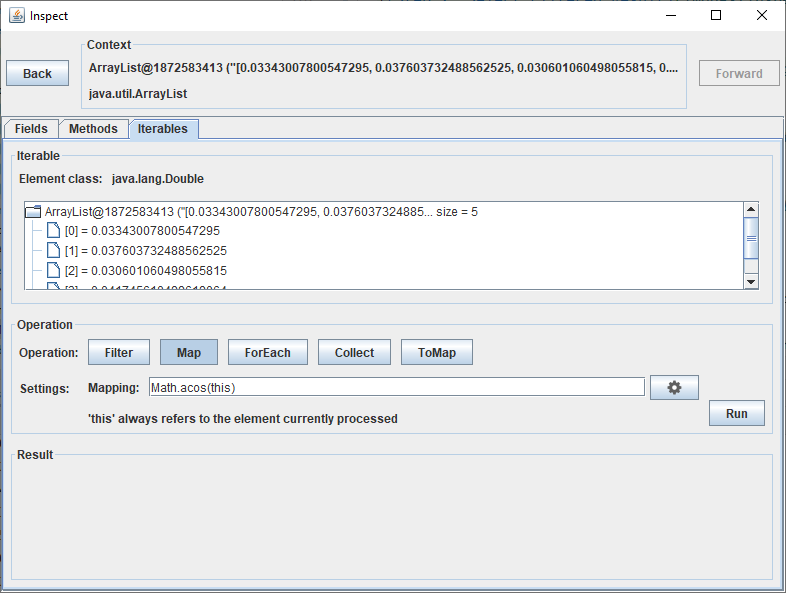 Inspect
Context
Back
ArrayList@1872583413 ("[0.03343007800547295, 0.037603732488562525, 0.030601060498055815, 0....
Forward
java.util.ArrayList
Fields Methods Iterables
Iterable
Element class: java.lang.Double
ArrayList@1872583413 ("[0.03343007800547295, 0.0376037324885... size = 5
[0] = 0.03343007800547295
[1] = 0.037603732488562525
[2] = 0.030601060498055815
Operation
Operation: Filter Map ForEach Collect ToMap
Settings: Mapping: Math.acos(this)
'this' always refers to the element currently processed
Run
Result